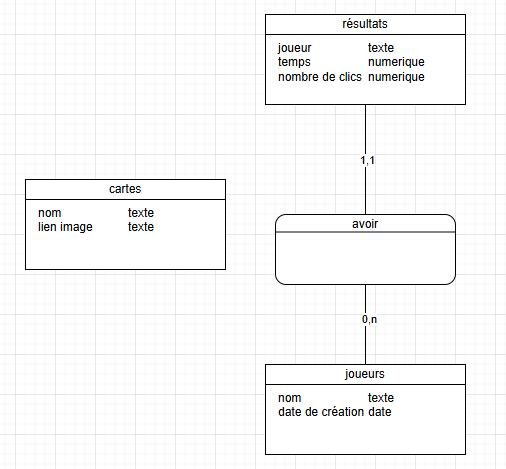 résultats
joueur texte
temps numerique
nombre de clics numerique
1,1
cartes
nom texte
lien image texte
avoir
0,n
joueurs
nom texte
date de création date